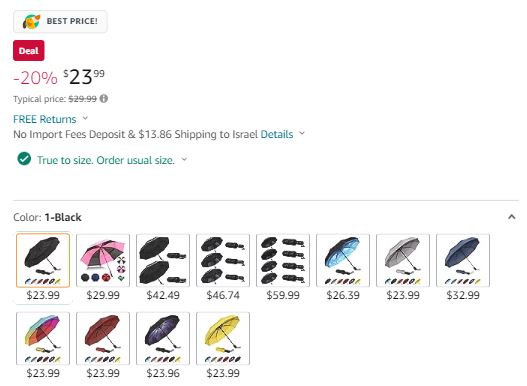 BEST PRICE!
Deal
-20% $2399
Typical price: $29.99
FREE Returns
No Import Fees Deposit & $13.86 Shipping to Israel Details
True to size. Order usual size.
Color: 1-Black
$23.99 $29.99 $42.49 $46.74 $59.99 $26.39 $23.99 $32.99
$23.99 $23.99 $23.96 $23.99